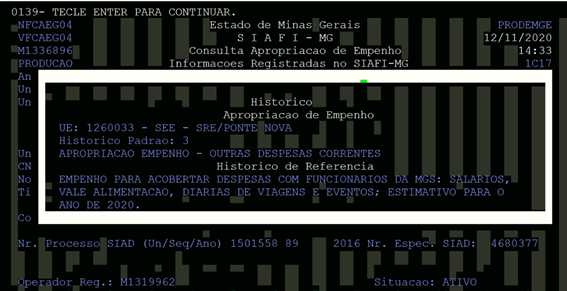 0139- TECLE ENTER PARA CONTINUAR.
NFCAEG04 Estado de Minas Gerais PRODEMGE
VFCAEG04 S I A F I - MG 12/11/2020
M1336896 Consulta Apropriacao de Empenho 14:33
PRODUCAO Informacoes Registradas no SIAFI-MG 1C17
An
Un
Un Historico
Apropriacao de Empenho
UE: 1260033 - SEE - SRE/PONTE NOVA
Historico Padrao: 3
Un APROPRIACAO EMPENHO - OUTRAS DESPESAS CORRENTES
CN Historico de Referencia
No EMPENHO PARA ACOBERTAR DESPESAS COM FUNCIONARIOS DA MGS: SALARIOS,
Ti VALE ALIMENTACAO, DIARIAS DE VIAGENS E EVENTOS; ESTIMATIVO PARA O
ANO DE 2020.
Co
Nr. Processo SIAD (Un/Seq/Ano) 1501558 89 2016 Nr. Espec. SIAD: 4680377
Operador Reg.: M1319962 Situacao: ATIVO